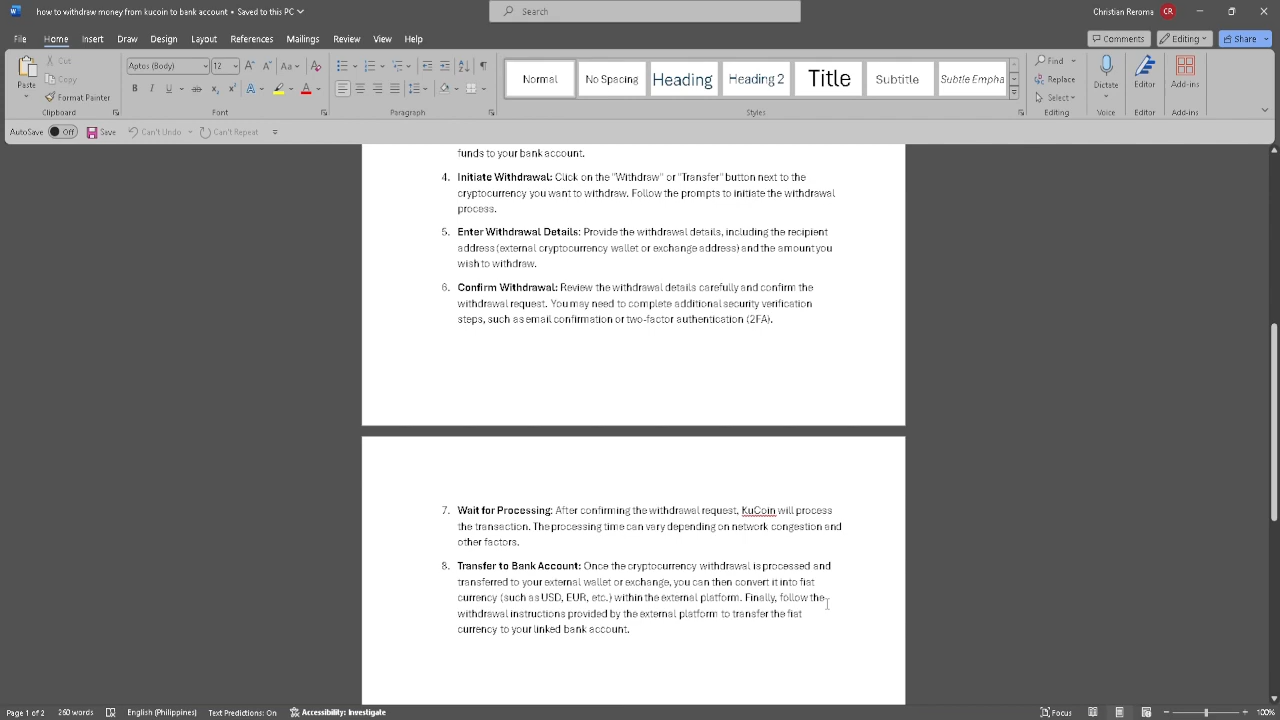 how to withdraw money from kucoin to bank account • Saved to this PC
Search
Christian Reroma
CR
File Home Insert Draw Design Layout References Mailings Review View Help
Comments Editing Share
Paste
Cut
Copy
Format Painter
Aptos (Body) 12
Normal
No Spacing
Heading
Heading 2
Title
Subtitle
Subtle Empha
Find
Replace
Select
Dictate
Editor
Add-ins
Clipboard Font Paragraph Styles Editing Voice Editor Add-ins
AutoSave Off Save Can't Undo Can't Repeat
funds to your bank account.
4. Initiate Withdrawal: Click on the "Withdraw" or "Transfer" button next to the
cryptocurrency you want to withdraw. Follow the prompts to initiate the withdrawal
process.
5. Enter Withdrawal Details: Provide the withdrawal details, including the recipient
address (external cryptocurrency wallet or exchange address) and the amount you
wish to withdraw.
6. Confirm Withdrawal: Review the withdrawal details carefully and confirm the
withdrawal request. You may need to complete additional security verification
steps, such as email confirmation or two-factor authentication (2FA).
7. Wait for Processing: After confirming the withdrawal request, KuCoin will process
the transaction. The processing time can vary depending on network congestion and
other factors.
8. Transfer to Bank Account: Once the cryptocurrency withdrawal is processed and
transferred to your external wallet or exchange, you can then convert it into fiat
currency (such as USD, EUR, etc.) within the external platform. Finally, follow the
withdrawal instructions provided by the external platform to transfer the fiat
currency to your linked bank account.
Page 1 of 2 260 words English (Philippines) Text Predictions: On Accessibility: Investigate Focus 100%